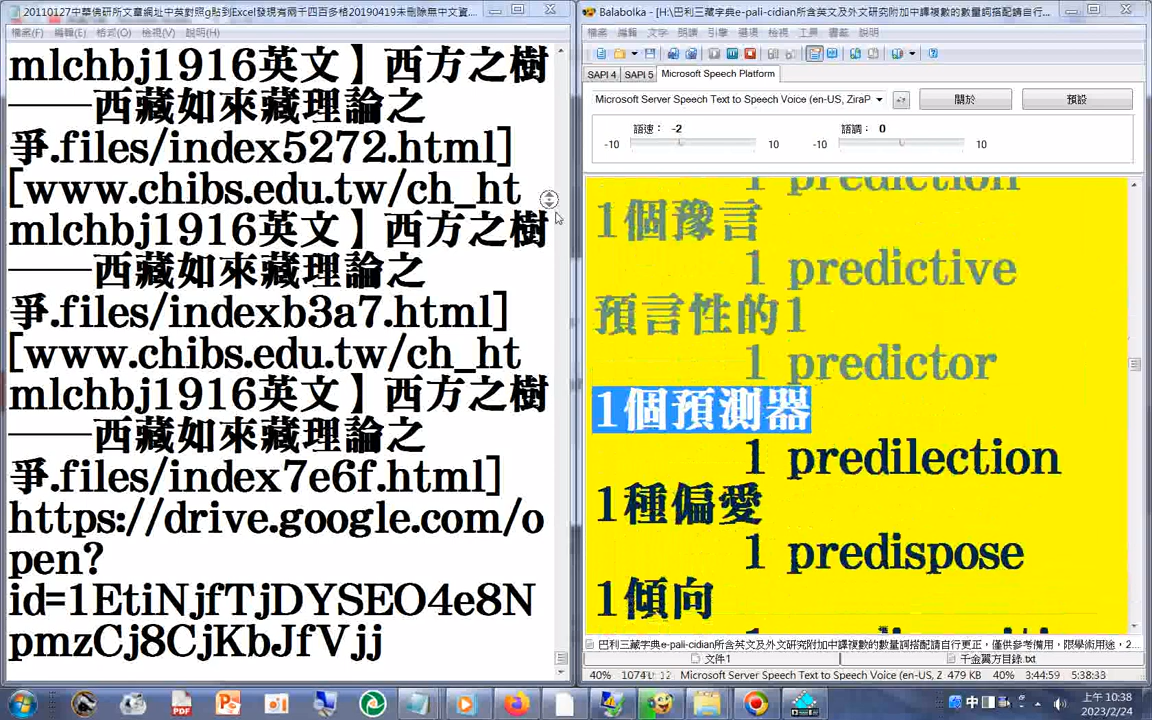 20110127中華佛研所文章網址中英對照g貼到Excel發現有兩千四百多格20190419未刪除無中文資...
檔案(F) 編輯(E) 格式(O) 檢視(V) 說明(H)
mlchbj1916英文】西方之樹
——西藏如來藏理論之
爭.files/index5272.html]
[www.chibs.edu.tw/ch_ht
mlchbj1916英文】西方之樹
——西藏如來藏理論之
爭.files/indexb3a7.html]
[www.chibs.edu.tw/ch_ht
mlchbj1916英文】西方之樹
——西藏如來藏理論之
爭.files/index7e6f.html]
https://drive.google.com/o
pen?
id=1EtiNjfTjDYSEO4e8N
pmzCj8CjKbJfVjj
Balabolka - [H:\巴利三藏字典e-pali-cidian所含英文及外文研究附加中譯複數的數量詞搭配請自行...
檔案 編輯 文字 朗讀 引擎 選項 檢視 工具 書籤 說明
SAPI 4 SAPI 5 Microsoft Speech Platform
Microsoft Server Speech Text to Speech Voice (en-US, ZiraP
關於 預設
語速： -2 語調： 0
-10 10 -10 10
1 prediction
1個豫言
1 predictive
預言性的1
1 predictor
1個預測器
1 predilection
1種偏愛
1 predispose
1傾向
巴利三藏字典e-pali-cidian所含英文及外文研究附加中譯複數的數量詞搭配請自行更正，僅供參考備用，限學術用途，2...
文件1 千金翼方目錄.txt
40% 1074 : 12 Microsoft Server Speech Text to Speech Voice (en-US, Z 479 KB 40% 3:44:59 5:38:33
中
上午 10:38
2023/2/24